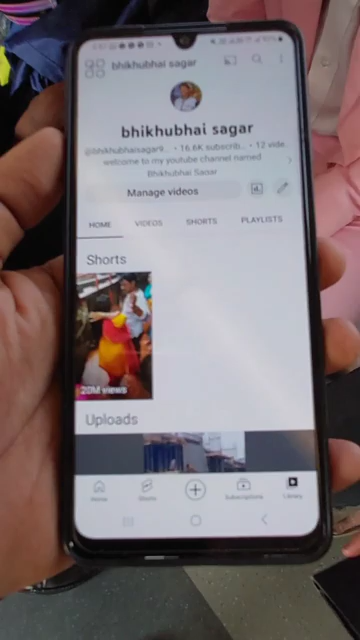 bhikhubhai sagar
bhikhubhai sagar
@bhikhubhaisagar9... • 16.6K subscrib... • 12 vide
welcome to my youtube channel named
Bhikhubhai Sagar
Manage videos
HOME VIDEOS SHORTS PLAYLISTS
Shorts
20M views
Uploads
Home Shorts Subscriptions Library